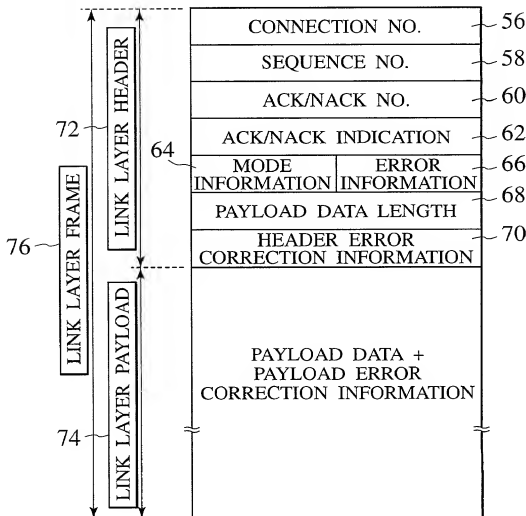 CONNECTION NO. 56
SEQUENCE NO. 58
ACK/NACK NO. 60
ACK/NACK INDICATION 62
64
MODE
INFORMATION
ERROR
INFORMATION
66
PAYLOAD DATA LENGTH 68
HEADER ERROR
CORRECTION INFORMATION
70
72
LINK LAYER HEADER
76
LINK LAYER FRAME
74
LINK LAYER PAYLOAD
PAYLOAD DATA +
PAYLOAD ERROR
CORRECTION INFORMATION